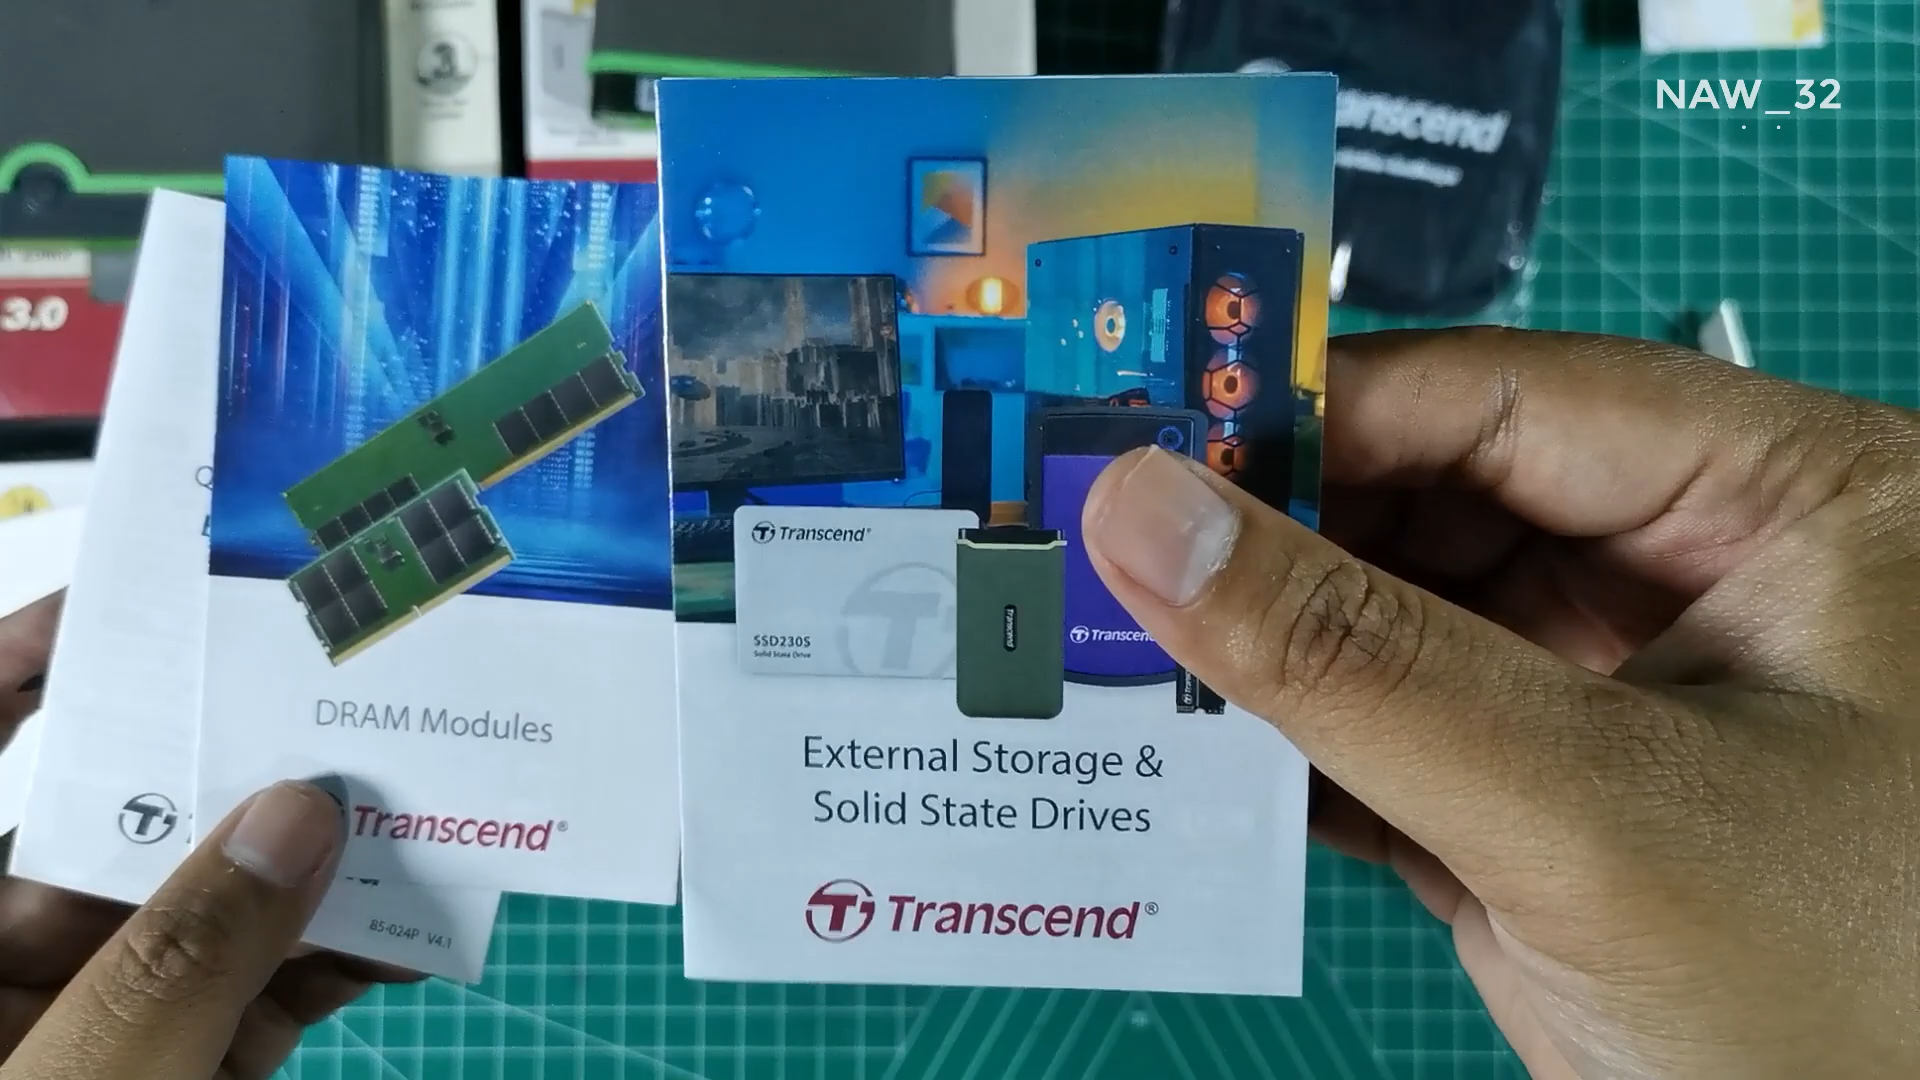 NAW_32
Transcend
3.0
DRAM Modules
Transcend®
85-024P V4.1
Transcend®
SSD230S
Solid State Drive
Transcend
Transcend
External Storage &
Solid State Drives
Transcend®